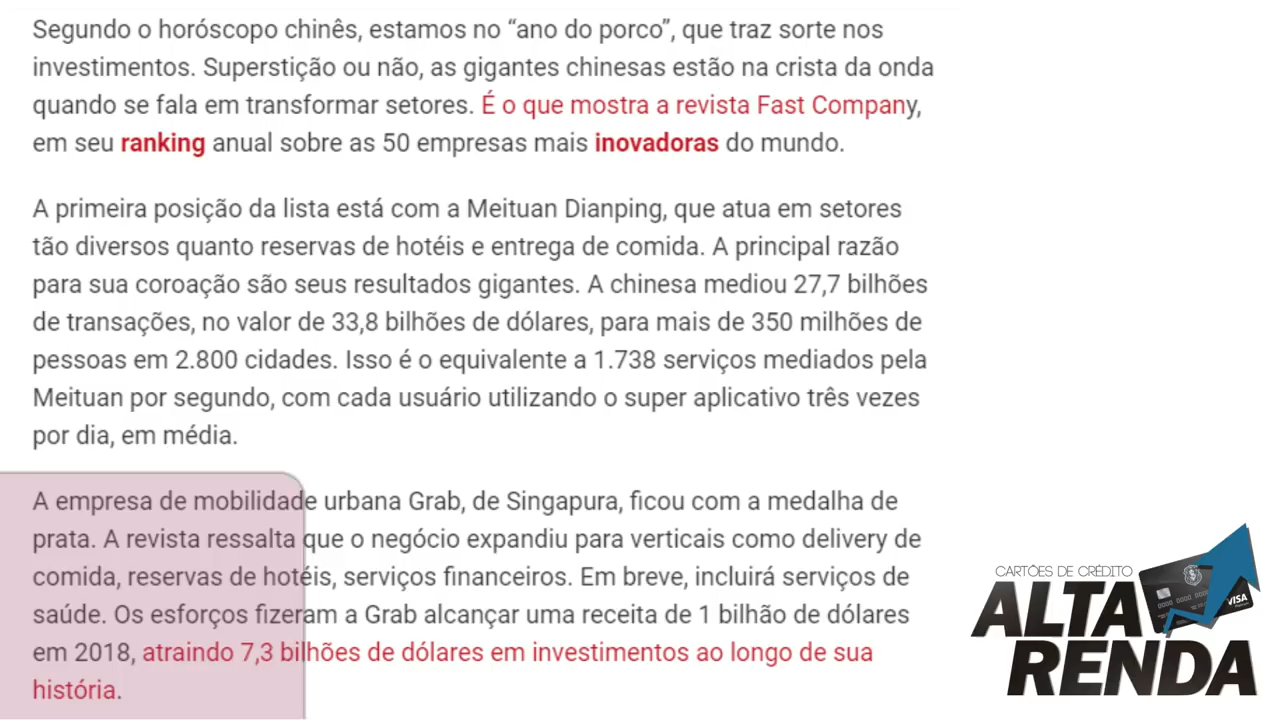 Segundo o horóscopo chinês, estamos no “ano do porco”, que traz sorte nos
investimentos. Superstição ou não, as gigantes chinesas estão na crista da onda
quando se fala em transformar setores. É o que mostra a revista Fast Company,
em seu ranking anual sobre as 50 empresas mais inovadoras do mundo.
A primeira posição da lista está com a Meituan Dianping, que atua em setores
tão diversos quanto reservas de hotéis e entrega de comida. A principal razão
para sua coroação são seus resultados gigantes. A chinesa mediou 27,7 bilhões
de transações, no valor de 33,8 bilhões de dólares, para mais de 350 milhões de
pessoas em 2.800 cidades. Isso é o equivalente a 1.738 serviços mediados pela
Meituan por segundo, com cada usuário utilizando o super aplicativo três vezes
por dia, em média.
A empresa de mobilidade urbana Grab, de Singapura, ficou com a medalha de
prata. A revista ressalta que o negócio expandiu para verticais como delivery de
comida, reservas de hotéis, serviços financeiros. Em breve, incluirá serviços de
saúde. Os esforços fizeram a Grab alcançar uma receita de 1 bilhão de dólares
em 2018, atraindo 7,3 bilhões de dólares em investimentos ao longo de sua
história.
CARTÕES DE CRÉDITO
ALTA
RENDA
VISA